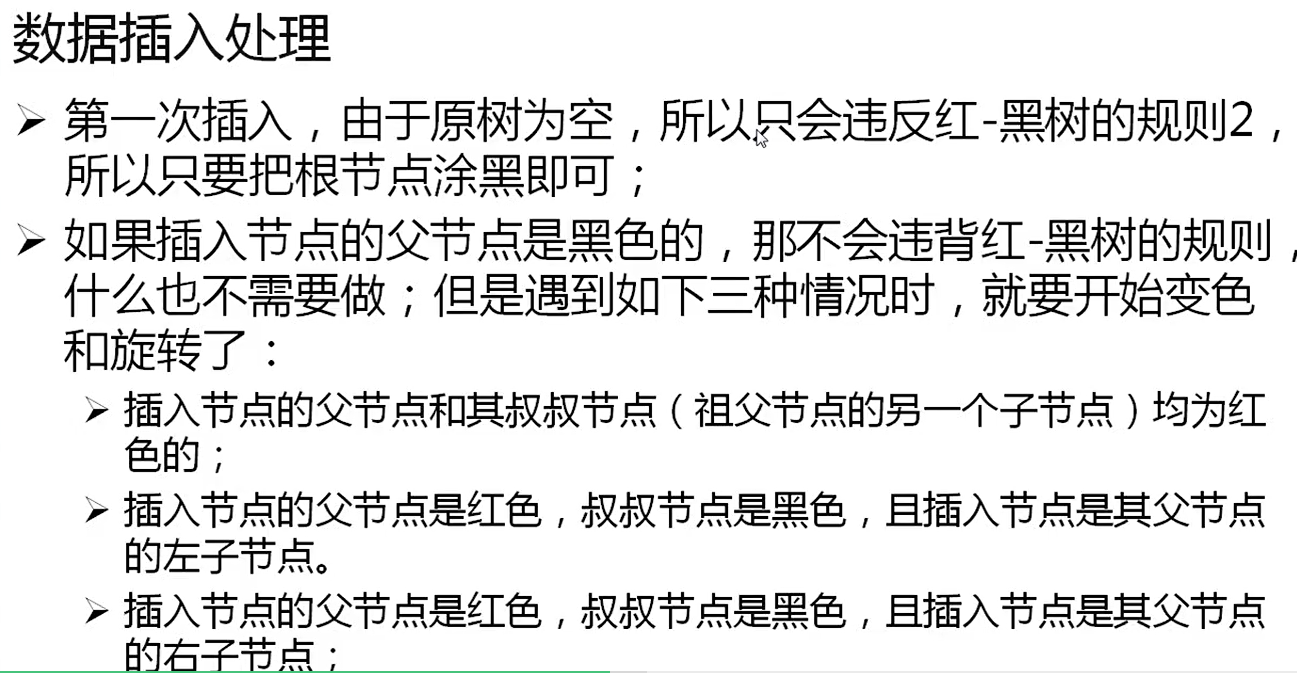 数据插入处理
第一次插入，由于原树为空，所以只会违反红-黑树的规则2，
所以只要把根节点涂黑即可；
如果插入节点的父节点是黑色的，那不会违背红-黑树的规则，
什么也不需要做；但是遇到如下三种情况时，就要开始变色
和旋转了：
插入节点的父节点和其叔叔节点（祖父节点的另一个子节点）均为红
色的；
插入节点的父节点是红色，叔叔节点是黑色，且插入节点是其父节点
的左子节点。
插入节点的父节点是红色，叔叔节点是黑色，且插入节点是其父节点
的右子节点；